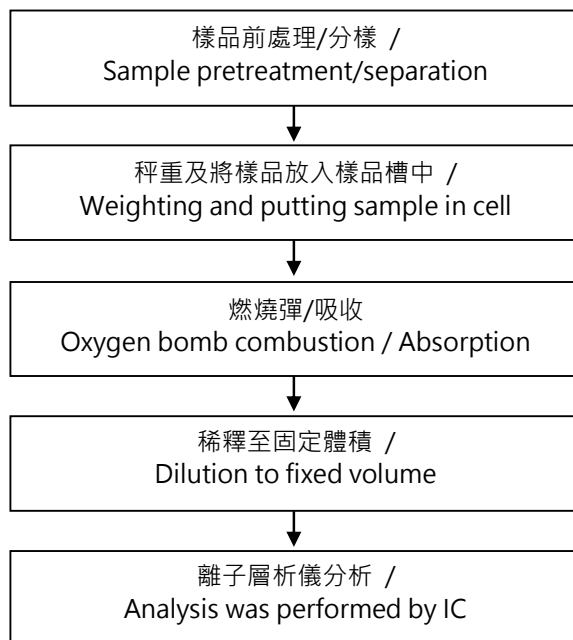 樣品前處理/分樣 /
Sample pretreatment/separation
秤重及將樣品放入樣品槽中 /
Weighting and putting sample in cell
燃燒彈/吸收
Oxygen bomb combustion / Absorption
稀釋至固定體積 /
Dilution to fixed volume
離子層析儀分析 /
Analysis was performed by IC